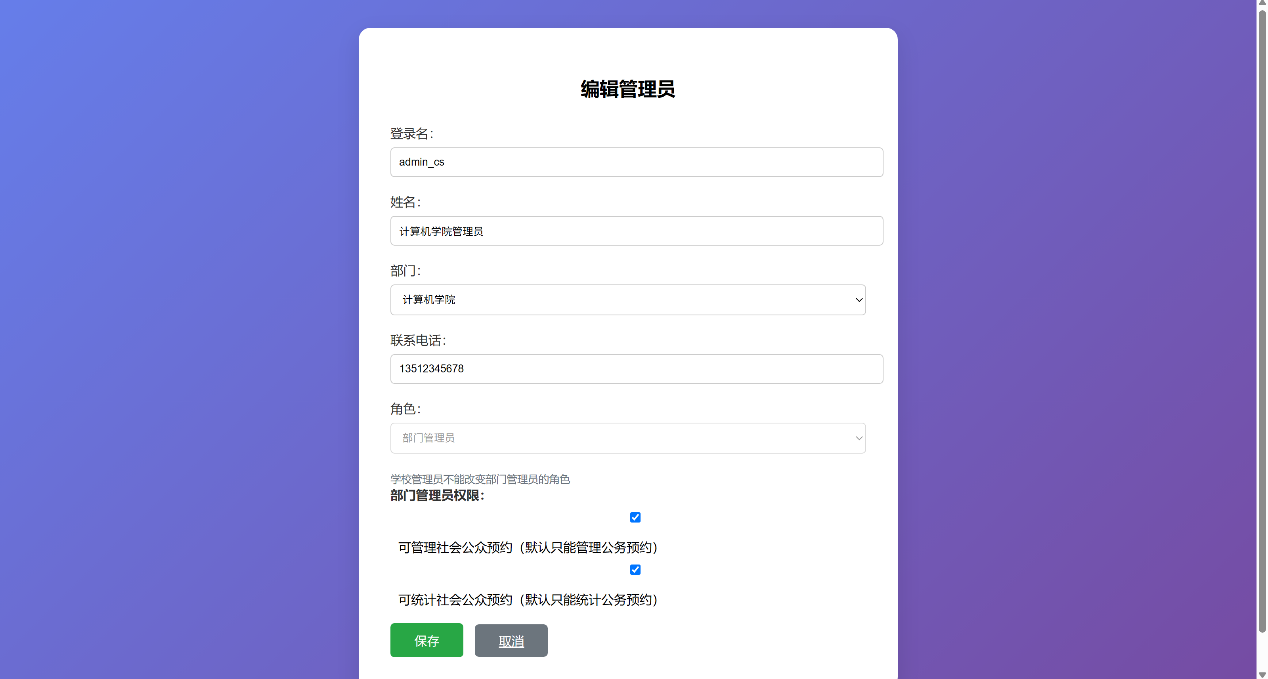 编辑管理员
登录名：
admin_cs
姓名：
计算机学院管理员
部门：
计算机学院
联系电话：
13512345678
角色：
部门管理员
学校管理员不能改变部门管理员的角色
部门管理员权限：
可管理社会公众预约（默认只能管理公务预约）
可统计社会公众预约（默认只能统计公务预约）
保存 取消